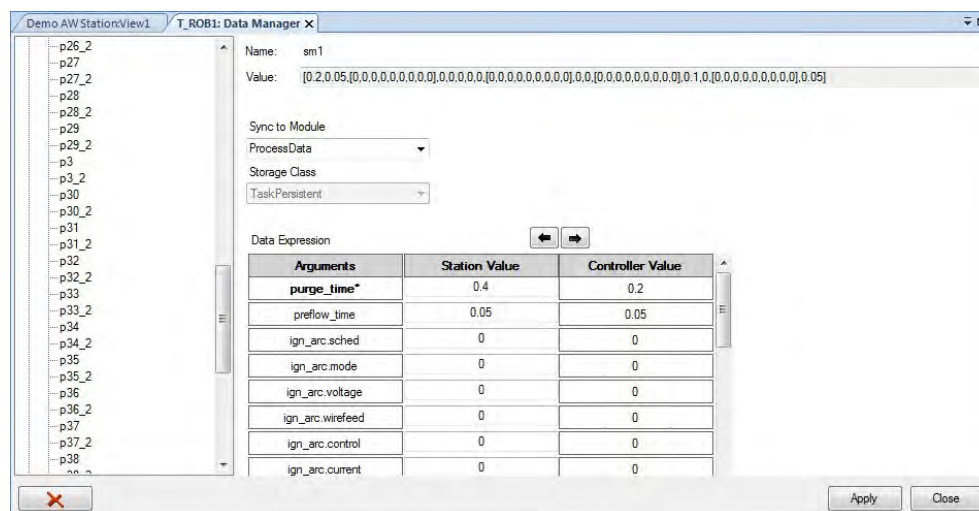 Demo AW Station:View1
T_ROB1: Data Manager X
p26_2
p27
p27_2
p28
p28_2
p29
p29_2
p3
p3_2
p30
p30_2
p31
p31_2
p32
p32_2
p33
p33_2
p34
p34_2
p35
p35_2
p36
p36_2
p37
p37_2
p38
Name: sm1
Value: [0.2,0.05,[0,0,0,0,0,0,0,0,0],0,0,0,0,0,[0,0,0,0,0,0,0,0,0],0,0,[0,0,0,0,0,0,0,0,0],0.1,0,[0,0,0,0,0,0,0,0,0],0.05]
Sync to Module
ProcessData
Storage Class
TaskPersistent
Data Expression
Arguments Station Value Controller Value
purge_time* 0.4 0.2
preflow_time 0.05 0.05
ign_arc.sched 0 0
ign_arc.mode 0 0
ign_arc.voltage 0 0
ign_arc.wirefeed 0 0
ign_arc.control 0 0
ign_arc.current 0 0
Apply Close